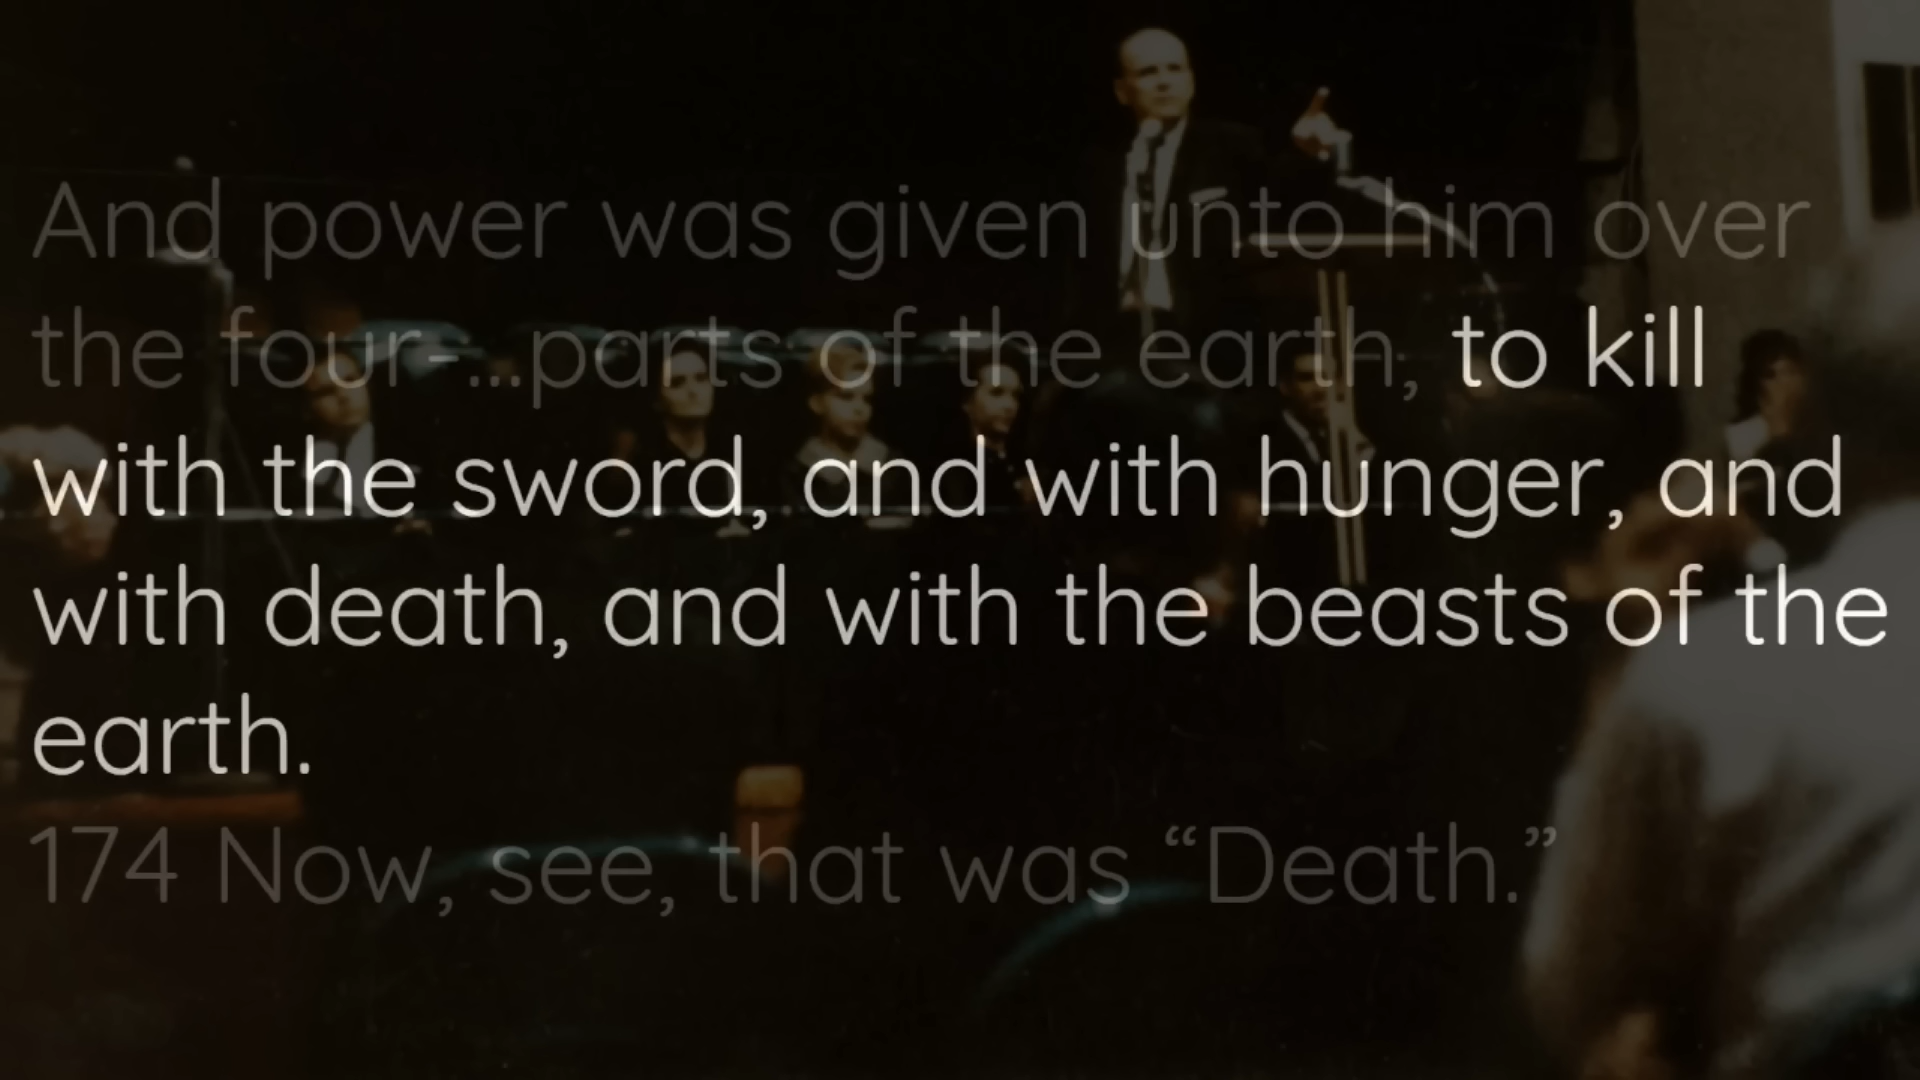 And power was given unto him over
the four- ...parts of the earth, to kill
with the sword, and with hunger, and
with death, and with the beasts of the
earth.
174 Now, see, that was “Death.”